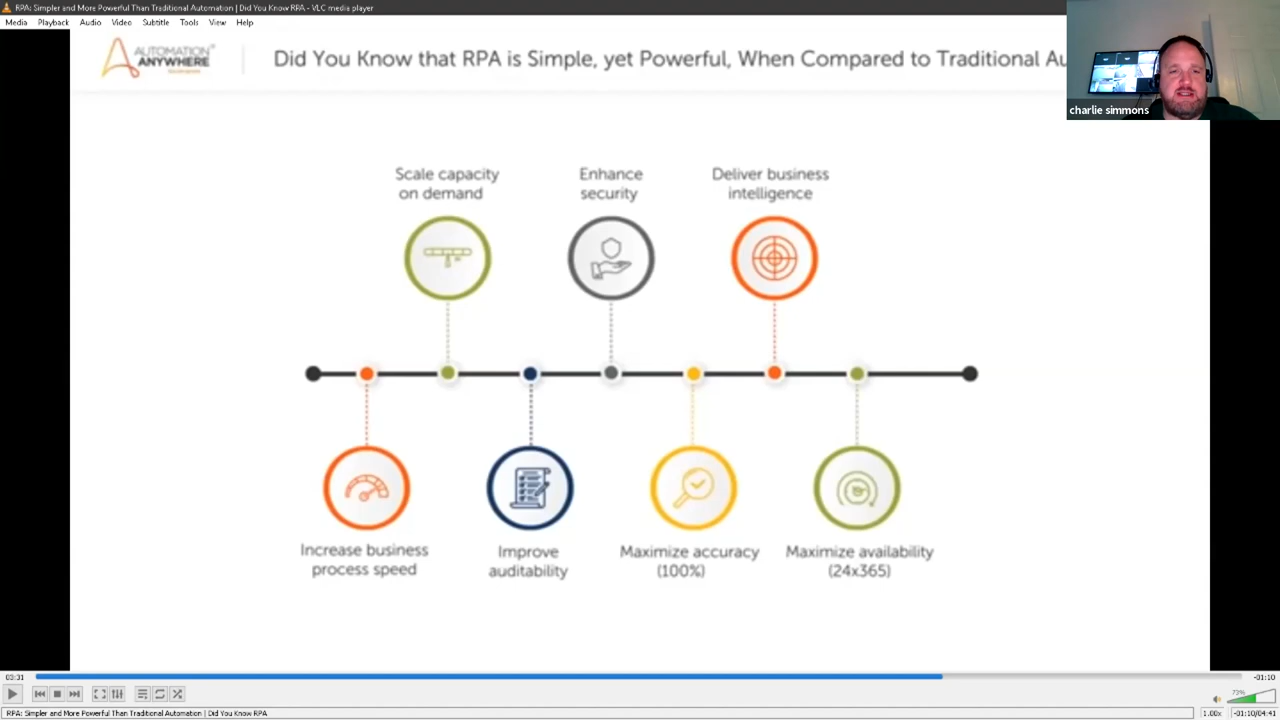 RPA: Simpler and More Powerful Than Traditional Automation | Did You Know RPA - VLC media player
Media Playback Audio Video Subtitle Tools View Help
AUTOMATION
ANYWHERE
Did You Know that RPA is Simple, yet Powerful, When Compared to Traditional Au
charlie simmons
Scale capacity
on demand
Enhance
security
Deliver business
intelligence
Increase business
process speed
Improve
auditability
Maximize accuracy
(100%)
Maximize availability
(24x365)
03:31
-01:10
73%
RPA: Simpler and More Powerful Than Traditional Automation | Did You Know RPA
1.00x
-01:10/04:41